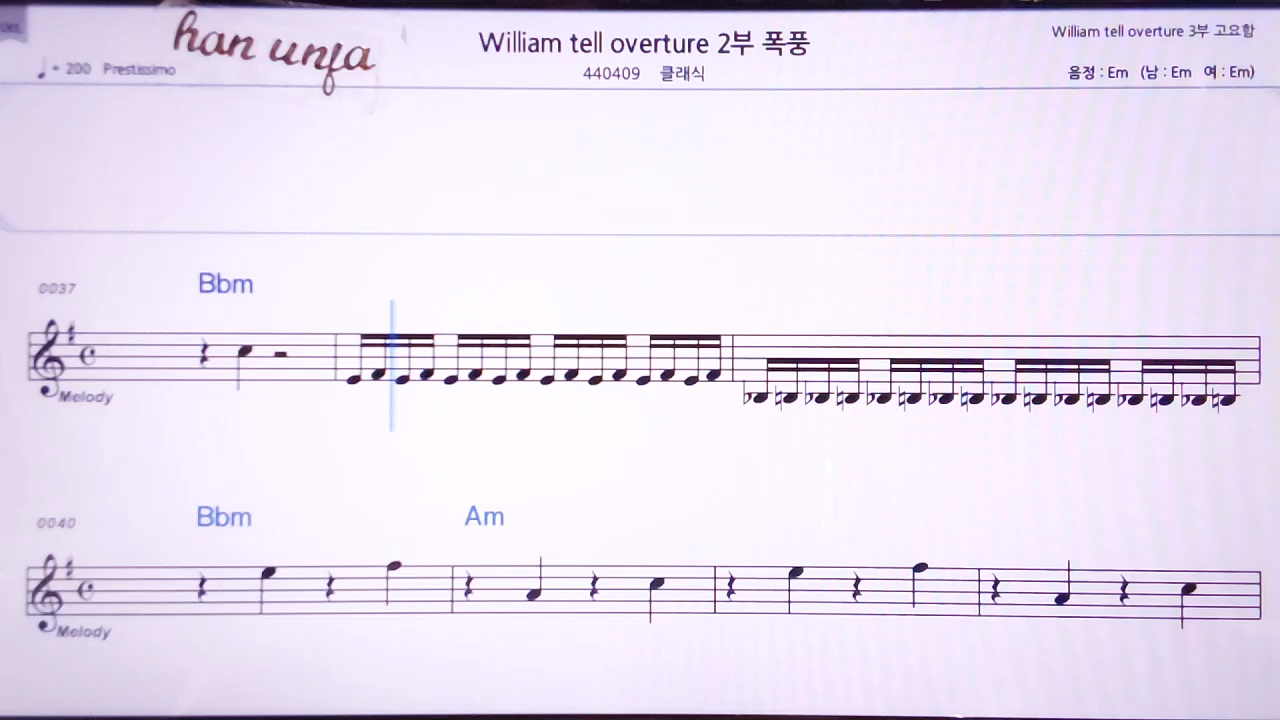 han unja
William tell overture 2부 폭풍
William tell overture 3부 고요함
♩ = 200 Prestissimo
440409 클래식
음정 : Em (남 : Em 여 : Em)
0037 Bbm
Melody
0040 Bbm Am
Melody